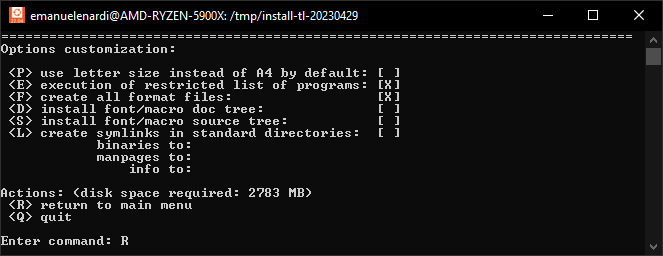 emanuelenardi@AMD-RYZEN-5900X: /tmp/install-tl-20230429
===============================================================================
Options customization:
<P> use letter size instead of A4 by default: [ ]
<E> execution of restricted list of programs: [X]
<F> create all format files:                  [X]
<D> install font/macro doc tree:              [ ]
<S> install font/macro source tree:           [ ]
<L> create symlinks in standard directories:  [ ]
binaries to:
manpages to:
info to:
Actions: (disk space required: 2783 MB)
<R> return to main menu
<Q> quit
Enter command: R